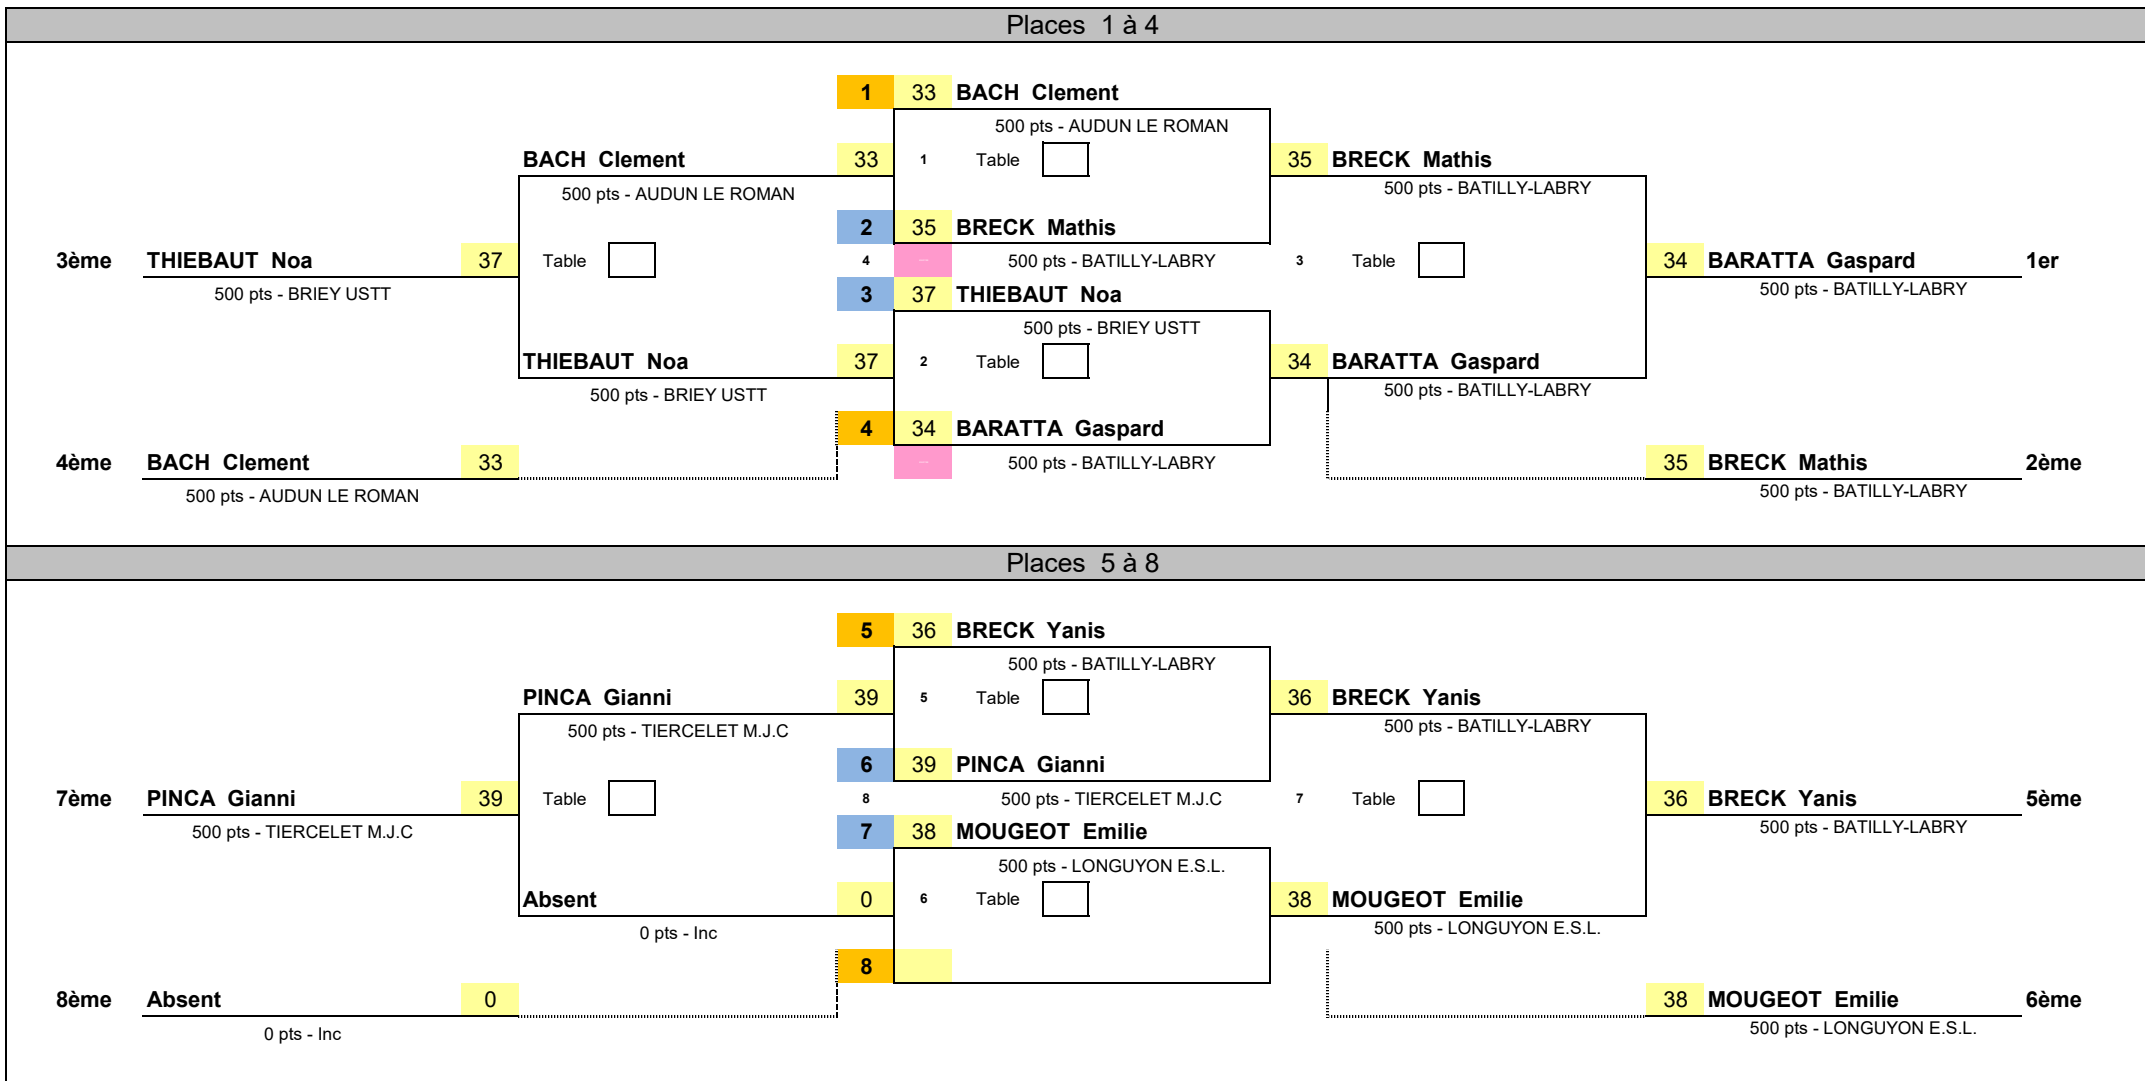 Places 1 à 4
1 33 BACH Clement
500 pts - AUDUN LE ROMAN
BACH Clement 33 1 Table 35 BRECK Mathis
500 pts - AUDUN LE ROMAN 500 pts - BATILLY-LABRY
2 35 BRECK Mathis
3ème THIEBAUT Noa 37 Table 4 -- 500 pts - BATILLY-LABRY 3 Table 34 BARATTA Gaspard 1er
500 pts - BRIEY USTT 3 37 THIEBAUT Noa 500 pts - BATILLY-LABRY
500 pts - BRIEY USTT
THIEBAUT Noa 37 2 Table 34 BARATTA Gaspard
500 pts - BRIEY USTT 500 pts - BATILLY-LABRY
4 34 BARATTA Gaspard
4ème BACH Clement 33 -- 500 pts - BATILLY-LABRY 35 BRECK Mathis 2ème
500 pts - AUDUN LE ROMAN 500 pts - BATILLY-LABRY
Places 5 à 8
5 36 BRECK Yanis
500 pts - BATILLY-LABRY
PINCA Gianni 39 5 Table 36 BRECK Yanis
500 pts - TIERCELET M.J.C 500 pts - BATILLY-LABRY
6 39 PINCA Gianni
7ème PINCA Gianni 39 Table 8 500 pts - TIERCELET M.J.C 7 Table 36 BRECK Yanis 5ème
500 pts - TIERCELET M.J.C 7 38 MOUGEOT Emilie 500 pts - BATILLY-LABRY
500 pts - LONGUYON E.S.L.
Absent 0 6 Table 38 MOUGEOT Emilie
0 pts - Inc 500 pts - LONGUYON E.S.L.
8
8ème Absent 0 38 MOUGEOT Emilie 6ème
0 pts - Inc 500 pts - LONGUYON E.S.L.